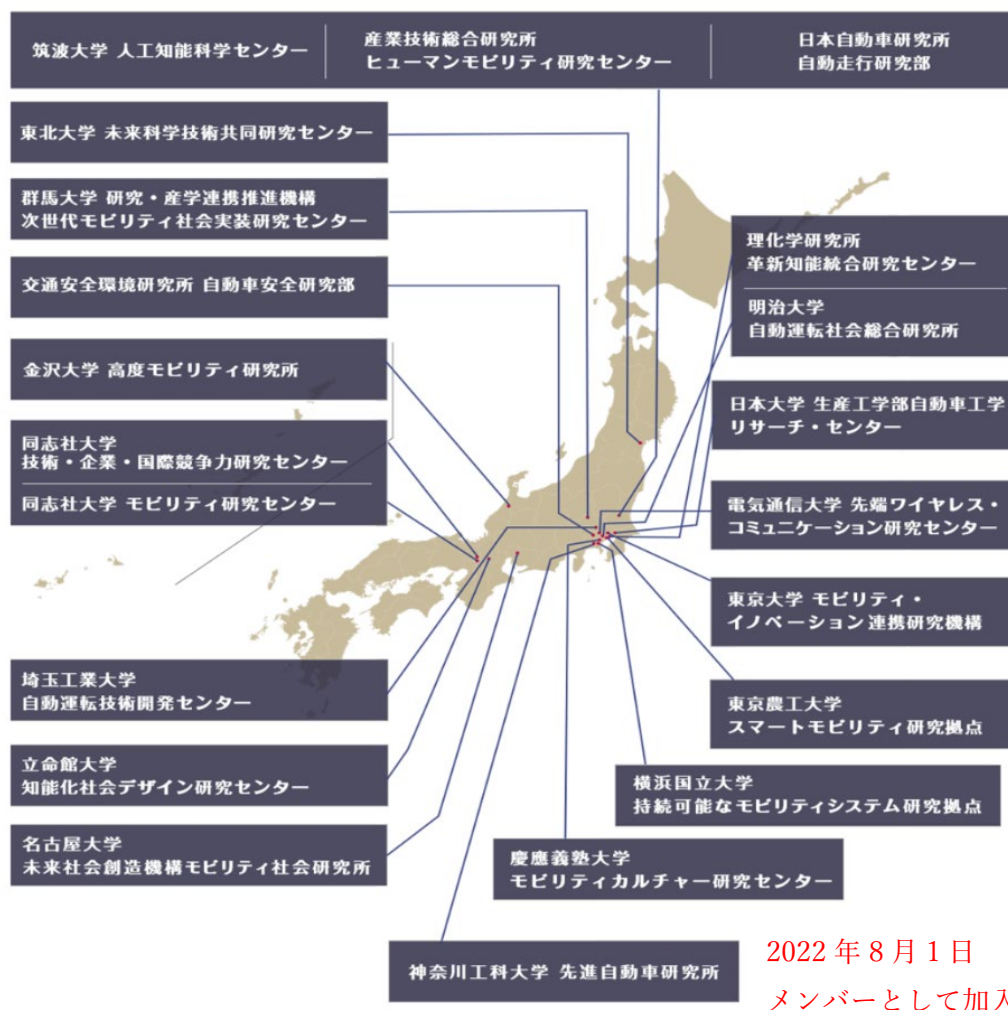 筑波大学 人工知能科学センター
産業技術総合研究所
ヒューマンモビリティ研究センター
日本自動車研究所
自動走行研究部
東北大学 未来科学技術共同研究センター
群馬大学 研究・産学連携推進機構
次世代モビリティ社会実装研究センター
交通安全環境研究所 自動車安全研究部
金沢大学 高度モビリティ研究所
同志社大学
技術・企業・国際競争力研究センター
同志社大学 モビリティ研究センター
理化学研究所
革新知能統合研究センター
明治大学
自動運転社会総合研究所
日本大学 生産工学部自動車工学
リサーチ・センター
電気通信大学 先端ワイヤレス・
コミュニケーション研究センター
東京大学 モビリティ・
イノベーション連携研究機構
東京農工大学
スマートモビリティ研究拠点
埼玉工業大学
自動運転技術開発センター
立命館大学
知能化社会デザイン研究センター
名古屋大学
未来社会創造機構モビリティ社会研究所
横浜国立大学
持続可能なモビリティシステム研究拠点
慶應義塾大学
モビリティカルチャー研究センター
神奈川工科大学 先進自動車研究所
2022年8月1日
メンバーとして加入